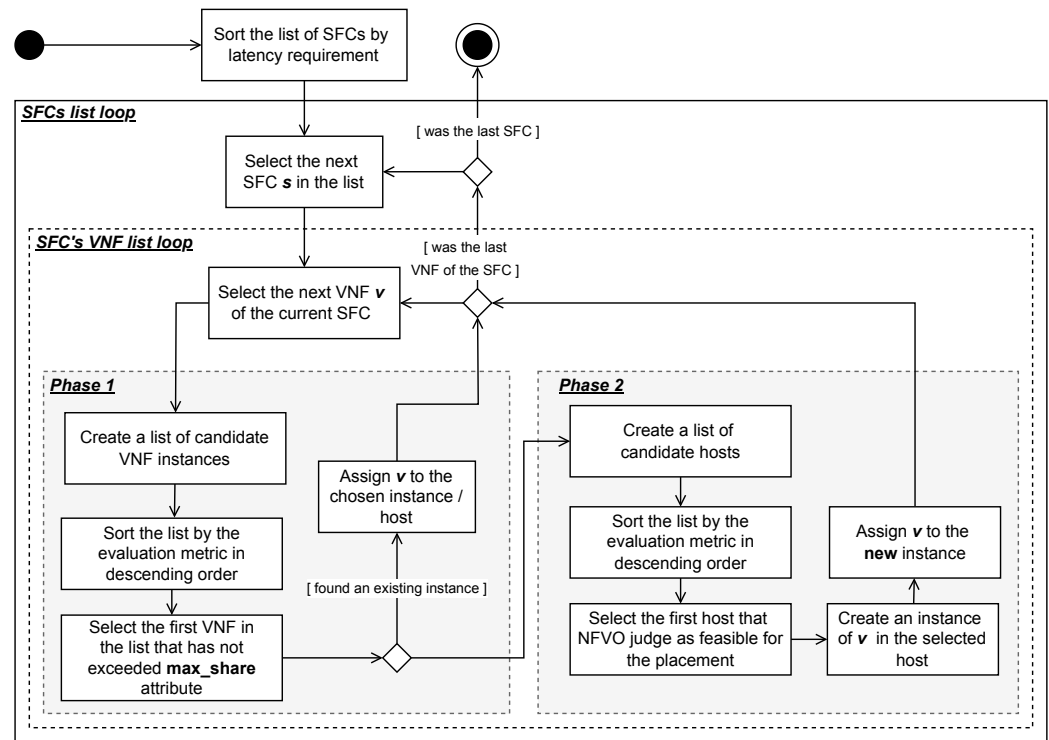 Sort the list of SFCs by
latency requirement
SFCs list loop
[ was the last SFC ]
Select the next
SFC s in the list
SFC's VNF list loop
[ was the last
VNF of the SFC ]
Select the next VNF v
of the current SFC
Phase 1
Create a list of candidate
VNF instances
Sort the list by the
evaluation metric in
descending order
Select the first VNF in
the list that has not
exceeded max_share
attribute
Assign v to the
chosen instance /
host
[ found an existing instance ]
Phase 2
Create a list of
candidate hosts
Sort the list by the
evaluation metric in
descending order
Select the first host that
NFVO judge as feasible for
the placement
Create an instance
of v in the selected
host
Assign v to the
new instance